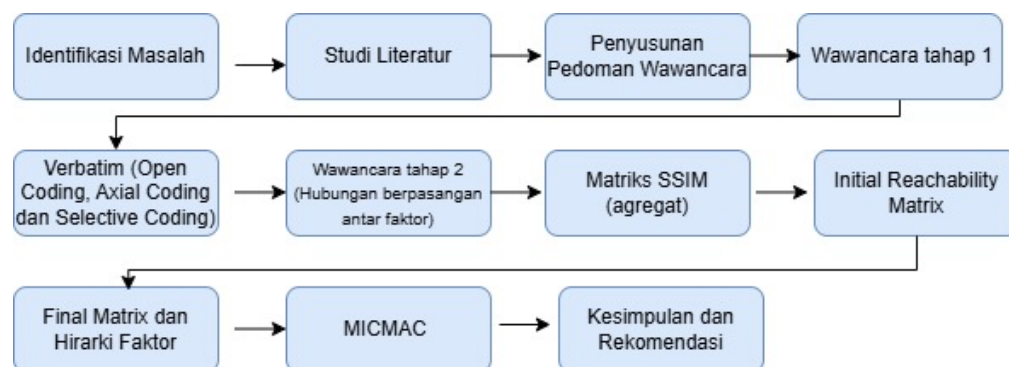 Identifikasi Masalah
Studi Literatur
Penyusunan
Pedoman Wawancara
Wawancara tahap 1
Verbatim (Open
Coding, Axial Coding
dan Selective Coding)
Wawancara tahap 2
(Hubungan berpasangan
antar faktor)
Matriks SSIM
(agregat)
Initial Reachability
Matrix
Final Matrix dan
Hirarki Faktor
MICMAC
Kesimpulan dan
Rekomendasi